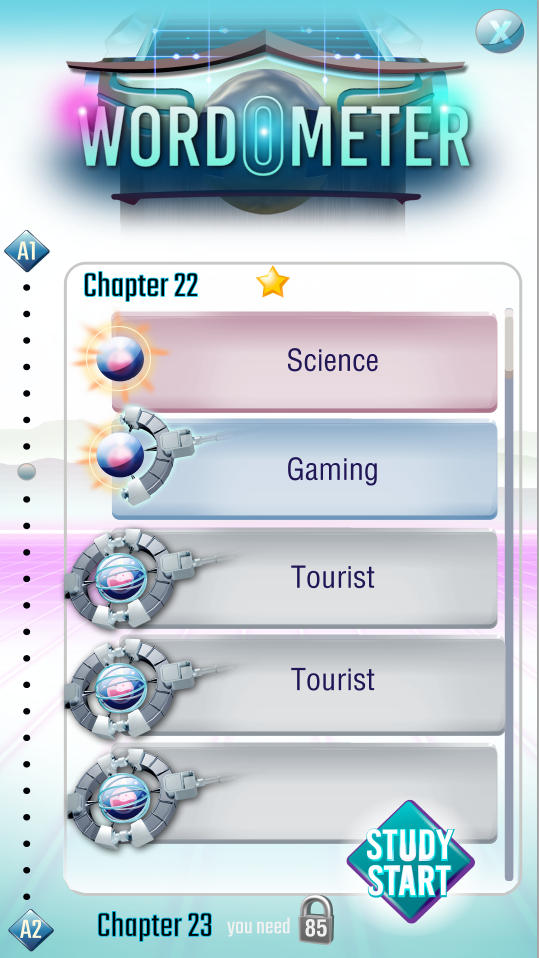 X
WORDOMETER
A1
Chapter 22
Science
Gaming
Tourist
Tourist
STUDY
START
A2
Chapter 23 you need 85